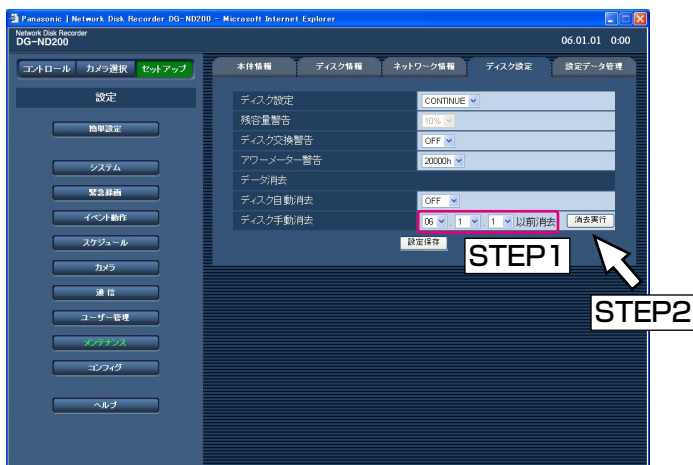 Panasonic | Network Disk Recorder DG-ND200 - Microsoft Internet Explorer
Network Disk Recorder
DG-ND200
06.01.01 0:00
コントロール カメラ選択 セットアップ
本体情報 ディスク情報 ネットワーク情報 ディスク設定 設定データ管理
設定
簡単設定
システム
緊急録画
イベント動作
スケジュール
カメラ
通信
ユーザー管理
メンテナンス
コンフィグ
ヘルプ
ディスク設定 CONTINUE
残容量警告 10%
ディスク交換警告 OFF
アワーメーター警告 20000h
データ消去
ディスク自動消去 OFF
ディスク手動消去 06 . 1 . 1 以前消去 消去実行
設定保存
STEP1
STEP2